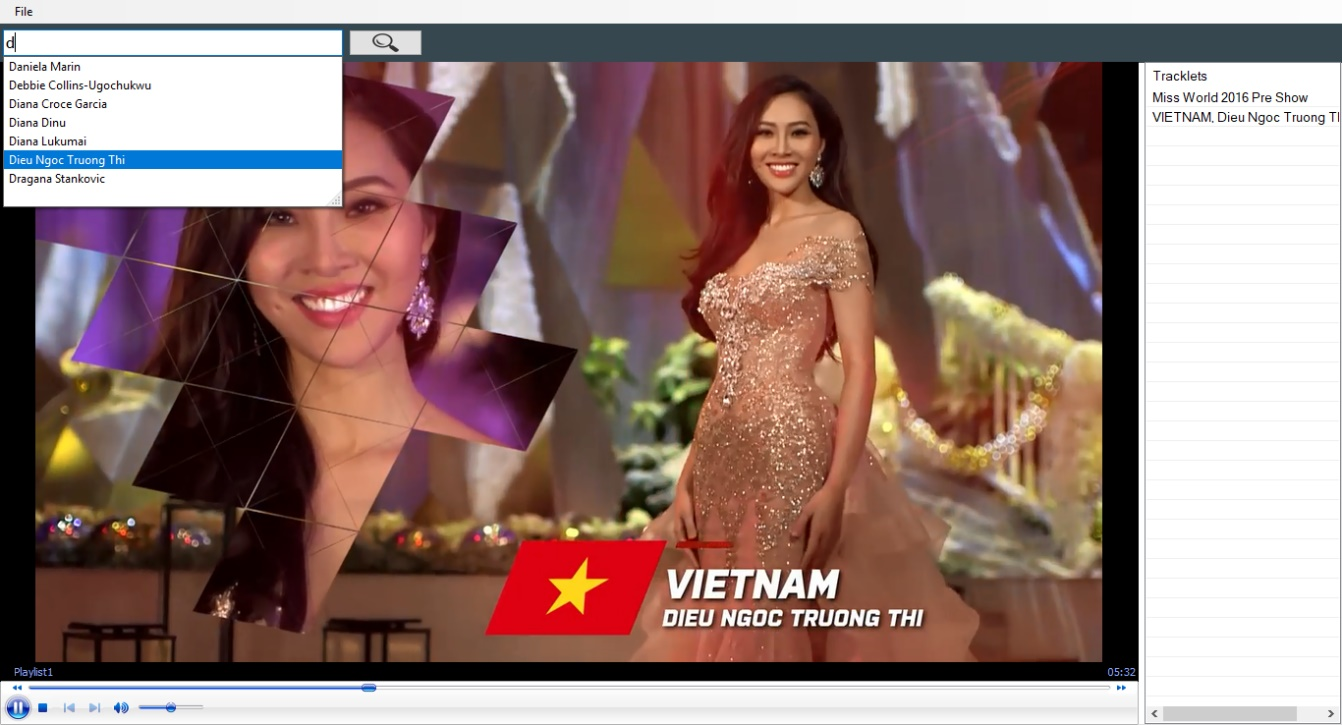 File
d
Daniela Marin
Debbie Collins-Ugochukwu
Diana Croce Garcia
Diana Dinu
Diana Lukumai
Dieu Ngoc Truong Thi
Dragana Stankovic
Tracklets
Miss World 2016 Pre Show
VIETNAM, Dieu Ngoc Truong
VIETNAM
DIEU NGOC TRUONG THI
Playlist1
05:32